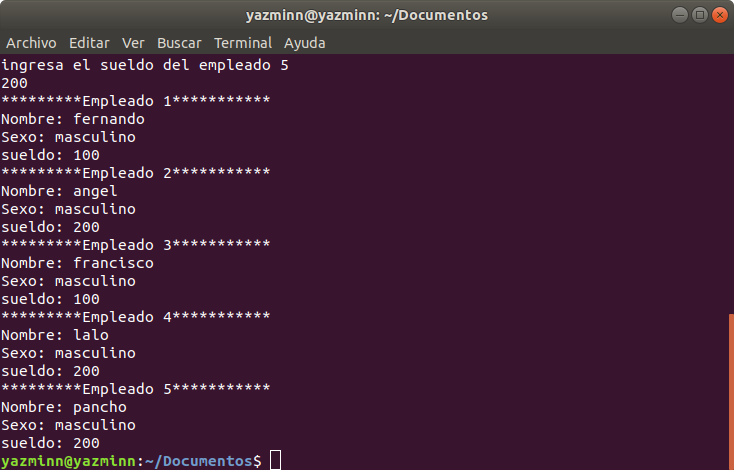 yazminn@yazminn: ~/Documentos
Archivo Editar Ver Buscar Terminal Ayuda
ingresa el sueldo del empleado 5
200
*********Empleado 1***********
Nombre: fernando
Sexo: masculino
sueldo: 100
*********Empleado 2***********
Nombre: angel
Sexo: masculino
sueldo: 200
*********Empleado 3***********
Nombre: francisco
Sexo: masculino
sueldo: 100
*********Empleado 4***********
Nombre: lalo
Sexo: masculino
sueldo: 200
*********Empleado 5***********
Nombre: pancho
Sexo: masculino
sueldo: 200
yazminn@yazminn:~/Documentos$